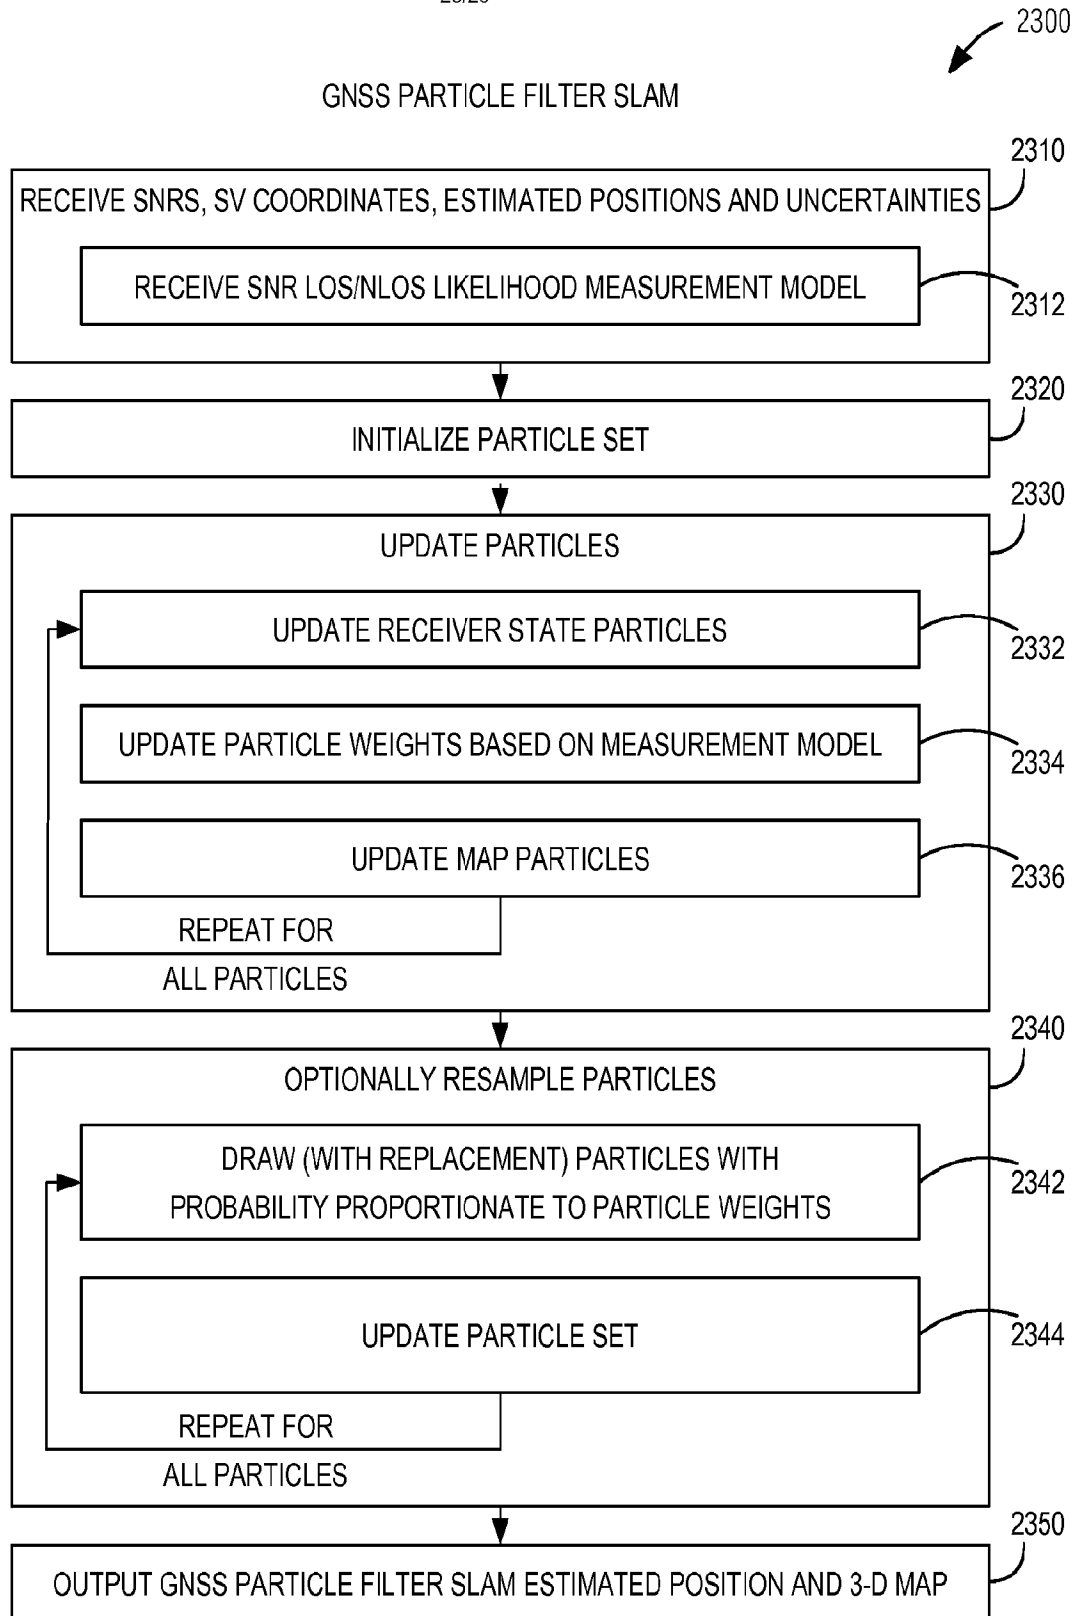 2300
GNSS PARTICLE FILTER SLAM
2310
RECEIVE SNRS, SV COORDINATES, ESTIMATED POSITIONS AND UNCERTAINTIES
RECEIVE SNR LOS/NLOS LIKELIHOOD MEASUREMENT MODEL
2312
2320
INITIALIZE PARTICLE SET
2330
UPDATE PARTICLES
UPDATE RECEIVER STATE PARTICLES
2332
UPDATE PARTICLE WEIGHTS BASED ON MEASUREMENT MODEL
2334
UPDATE MAP PARTICLES
2336
REPEAT FOR
ALL PARTICLES
2340
OPTIONALLY RESAMPLE PARTICLES
DRAW (WITH REPLACEMENT) PARTICLES WITH
PROBABILITY PROPORTIONATE TO PARTICLE WEIGHTS
2342
UPDATE PARTICLE SET
2344
REPEAT FOR
ALL PARTICLES
2350
OUTPUT GNSS PARTICLE FILTER SLAM ESTIMATED POSITION AND 3-D MAP